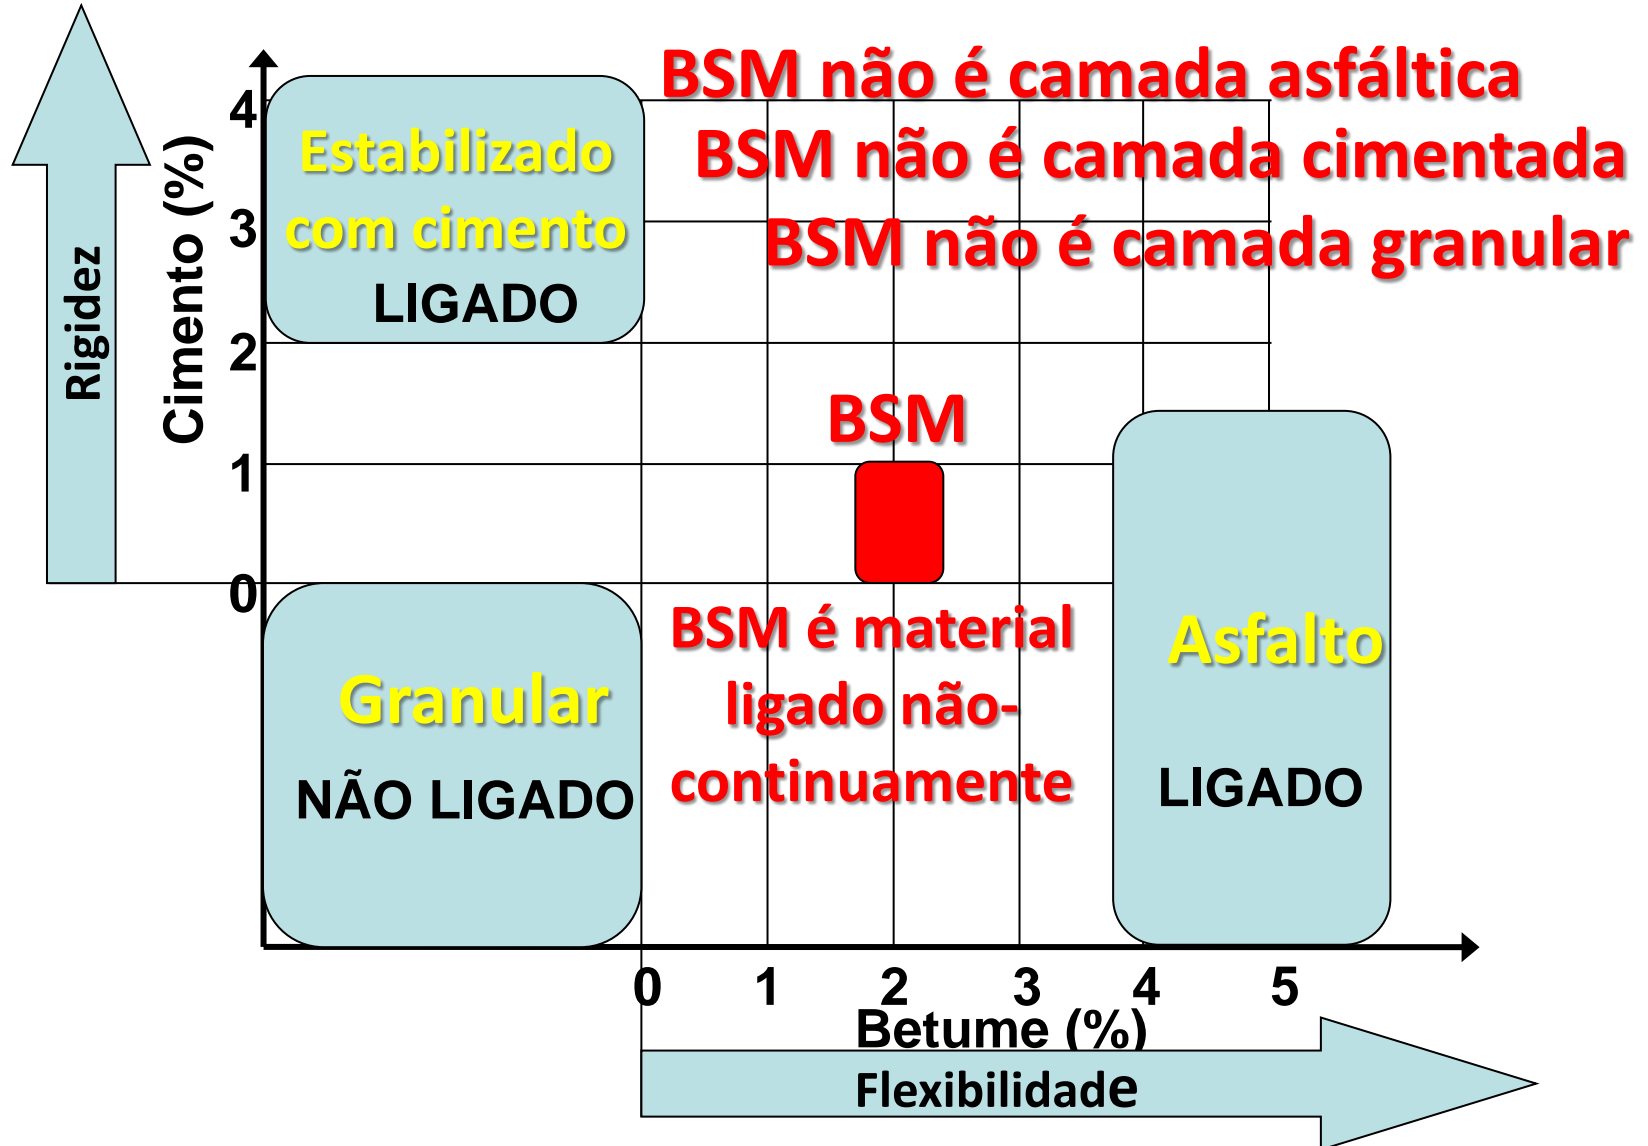 BSM não é camada asfáltica
BSM não é camada cimentada
BSM não é camada granular
Rigidez
Cimento (%)
4
3
2
1
0
Estabilizado
com cimento
LIGADO
BSM
Granular
NÃO LIGADO
BSM é material
ligado não-
continuamente
Asfalto
LIGADO
0 1 2 3 4 5
Betume (%)
Flexibilidade